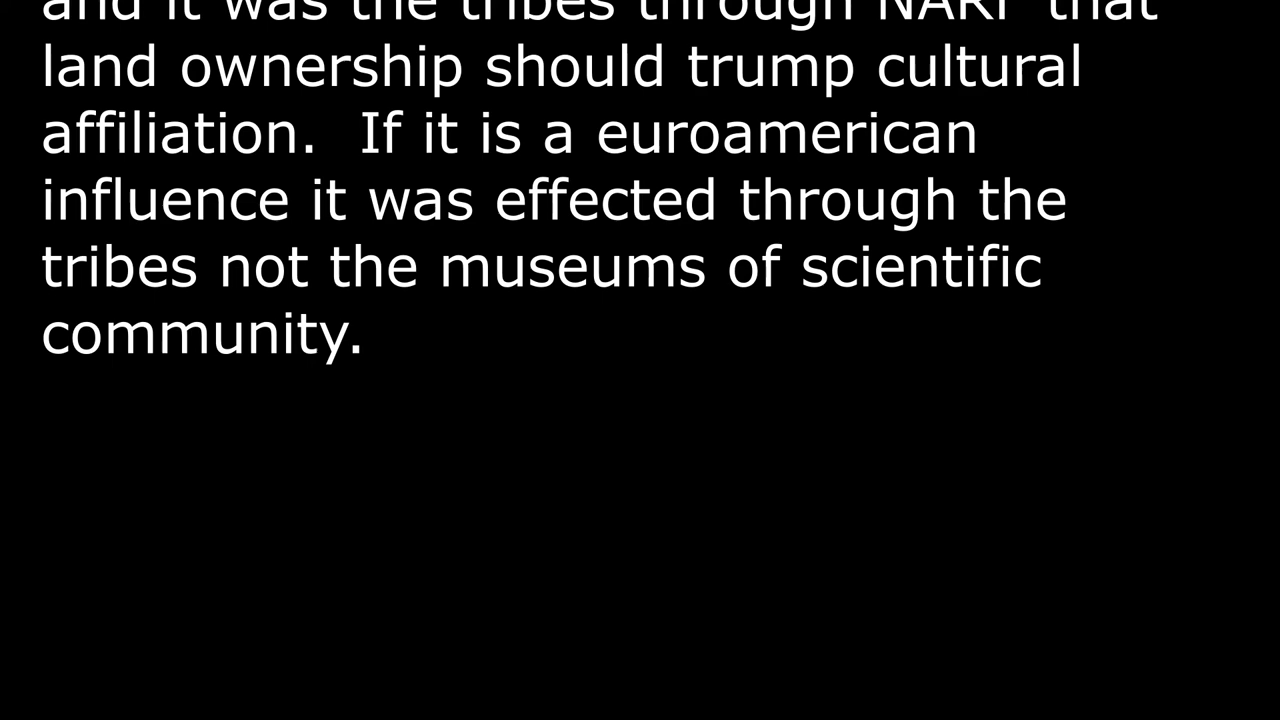 and it was the tribes through NARF that
land ownership should trump cultural
affiliation.  If it is a euroamerican
influence it was effected through the
tribes not the museums of scientific
community.